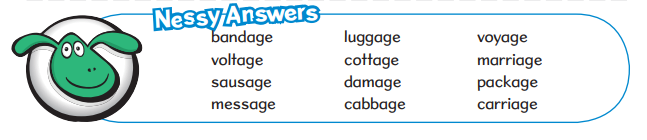 Nessy Answers
bandage luggage voyage
voltage cottage marriage
sausage damage package
message cabbage carriage